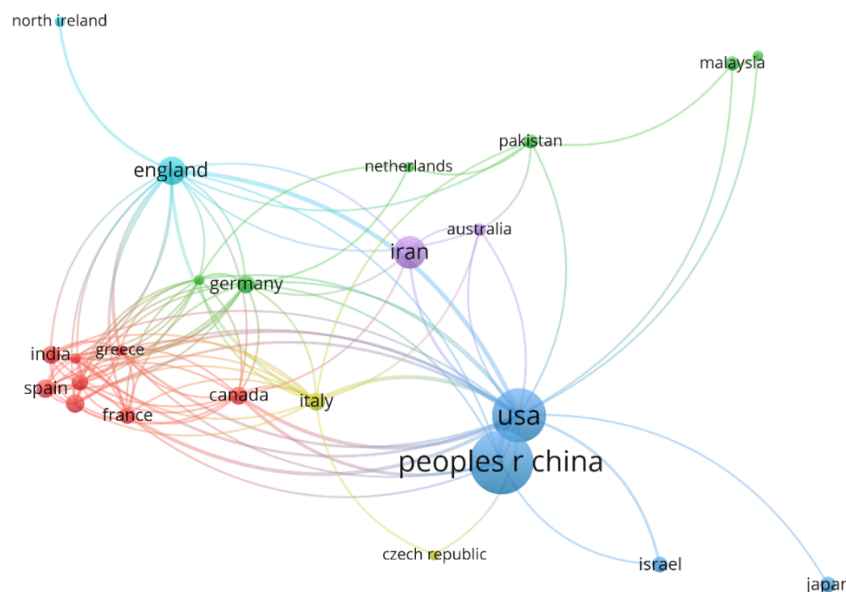 north ireland
malaysia
pakistan
england
netherlands
australia
iran
germany
greece
india
spain
canada
italy
france
usa
peoples r china
czech republic
israel
japan